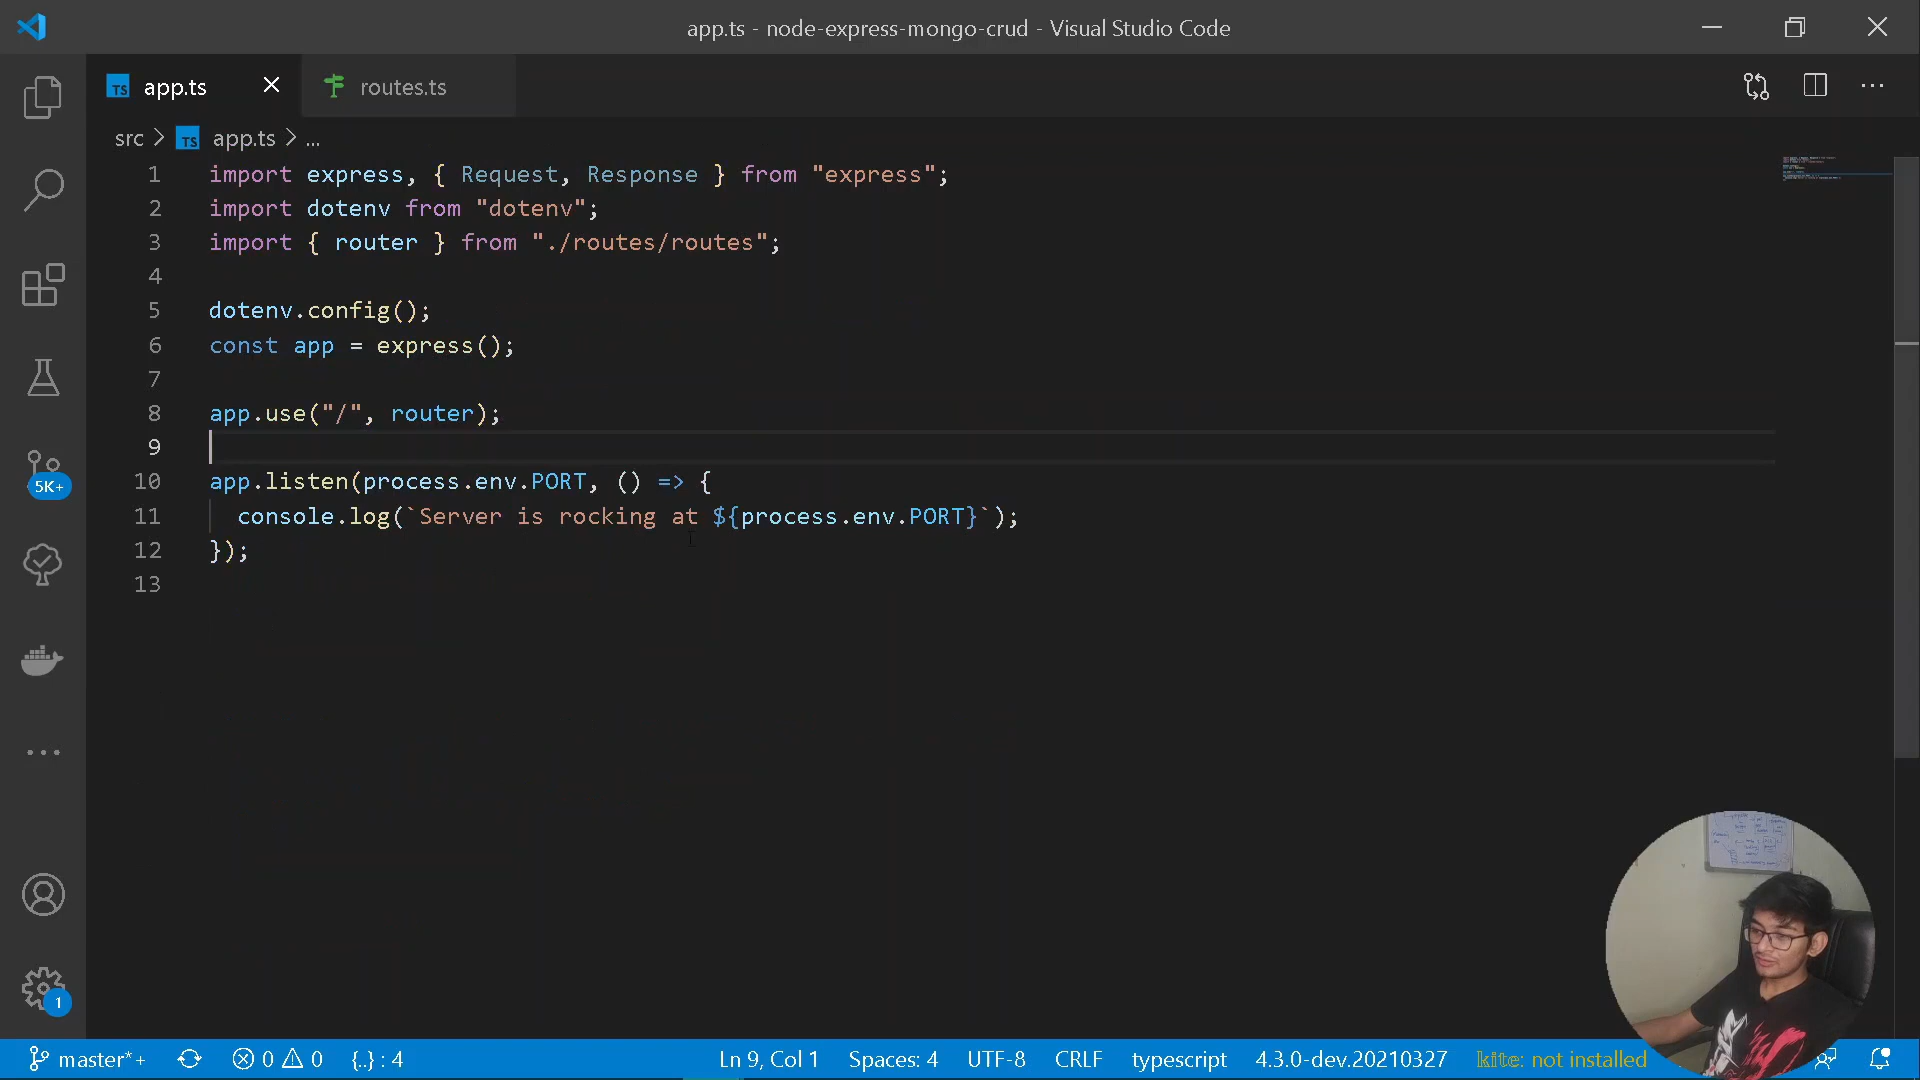 app.ts - node-express-mongo-crud - Visual Studio Code
TS app.ts routes.ts
src > TS app.ts > ...
1 import express, { Request, Response } from "express";
2 import dotenv from "dotenv";
3 import { router } from "./routes/routes";
4
5 dotenv.config();
6 const app = express();
7
8 app.use("/", router);
9
10 app.listen(process.env.PORT, () => {
11 console.log(`Server is rocking at ${process.env.PORT}`);
12 });
13
5K+
1
master*+ 0 0 {..} : 4 Ln 9, Col 1 Spaces: 4 UTF-8 CRLF typescript 4.3.0-dev.20210327 kite: not installed